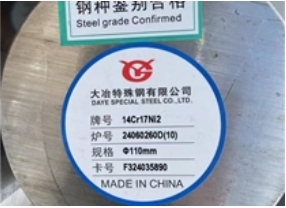 钢种鉴别合格
Steel grade Confirmed
大冶特殊钢有限公司
DAYE SPECIAL STEEL CO.,LTD.
牌号 14Cr17Ni2
炉号 24060260D(10)
规格 Φ110mm
卡号 F324035890
MADE IN CHINA